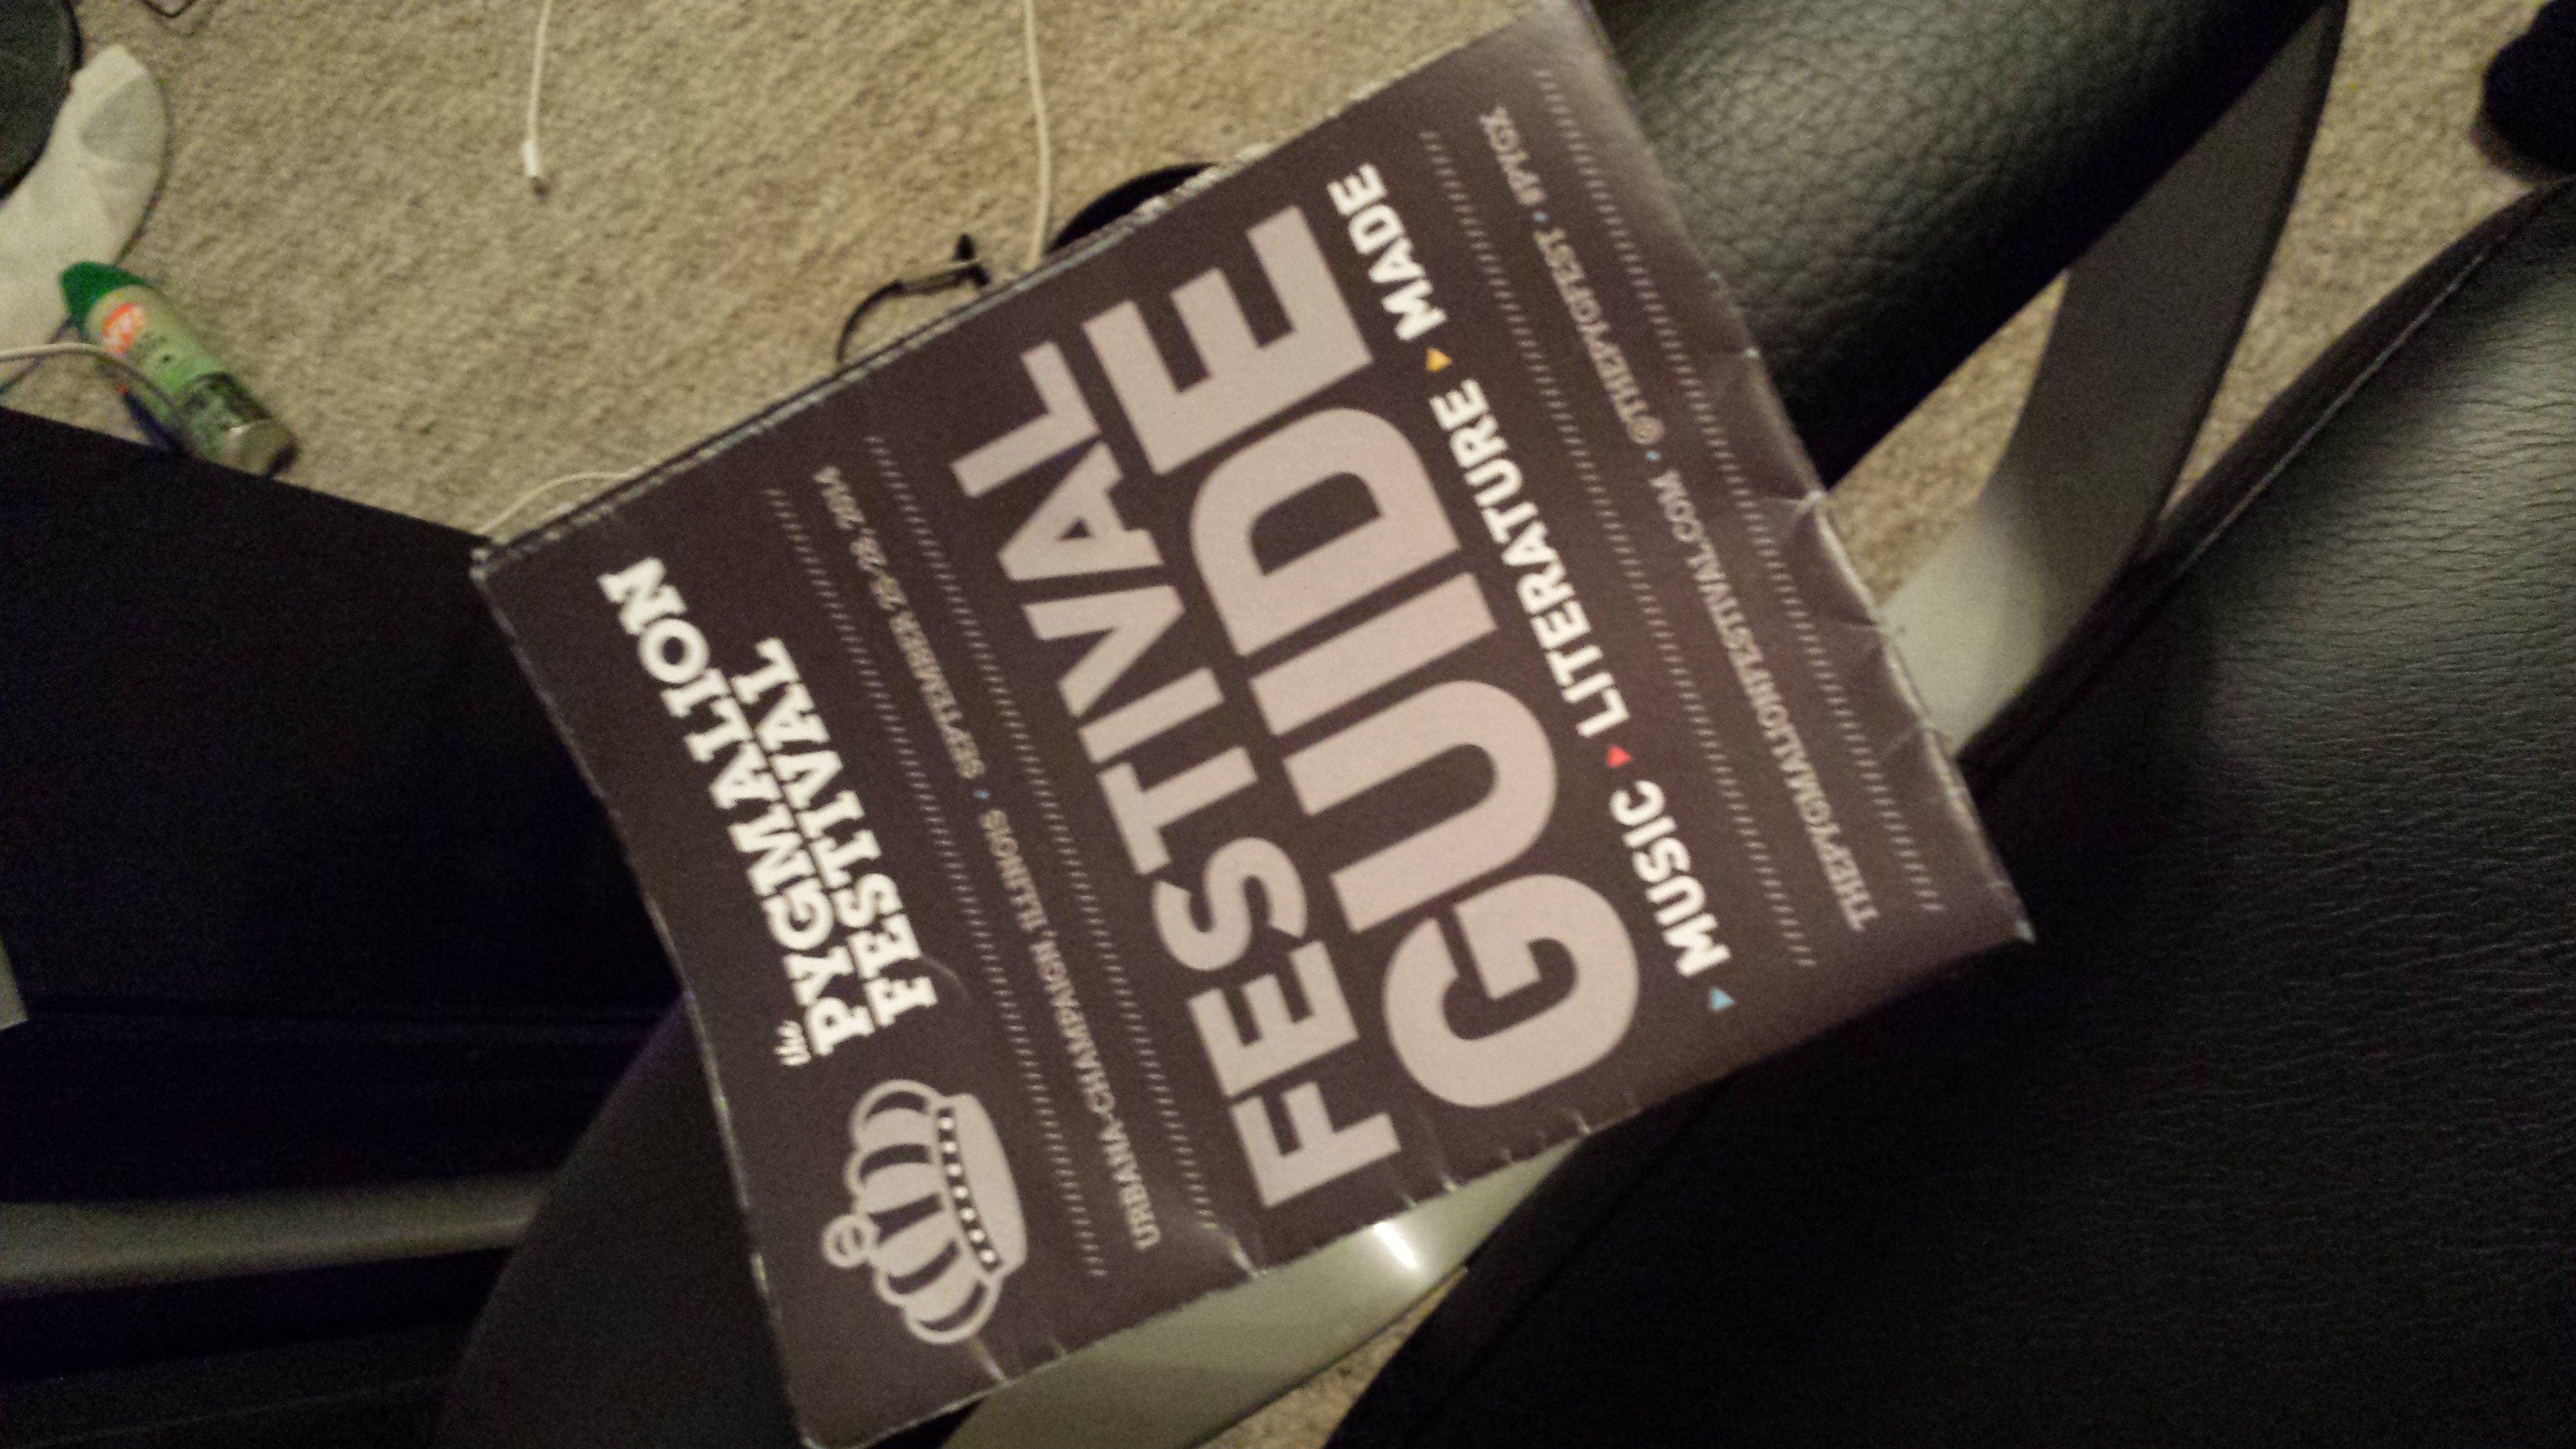 the
PYGMALION
FESTIVAL
URBANA-CHAMPAIGN, ILLINOIS • SEPTEMBER 25-28, 2014
FESTIVAL
GUIDE
MUSIC ▸ LITERATURE ▸ MADE
THEPYGMALIONFESTIVAL.COM • @THEPYGFEST • #PYGX